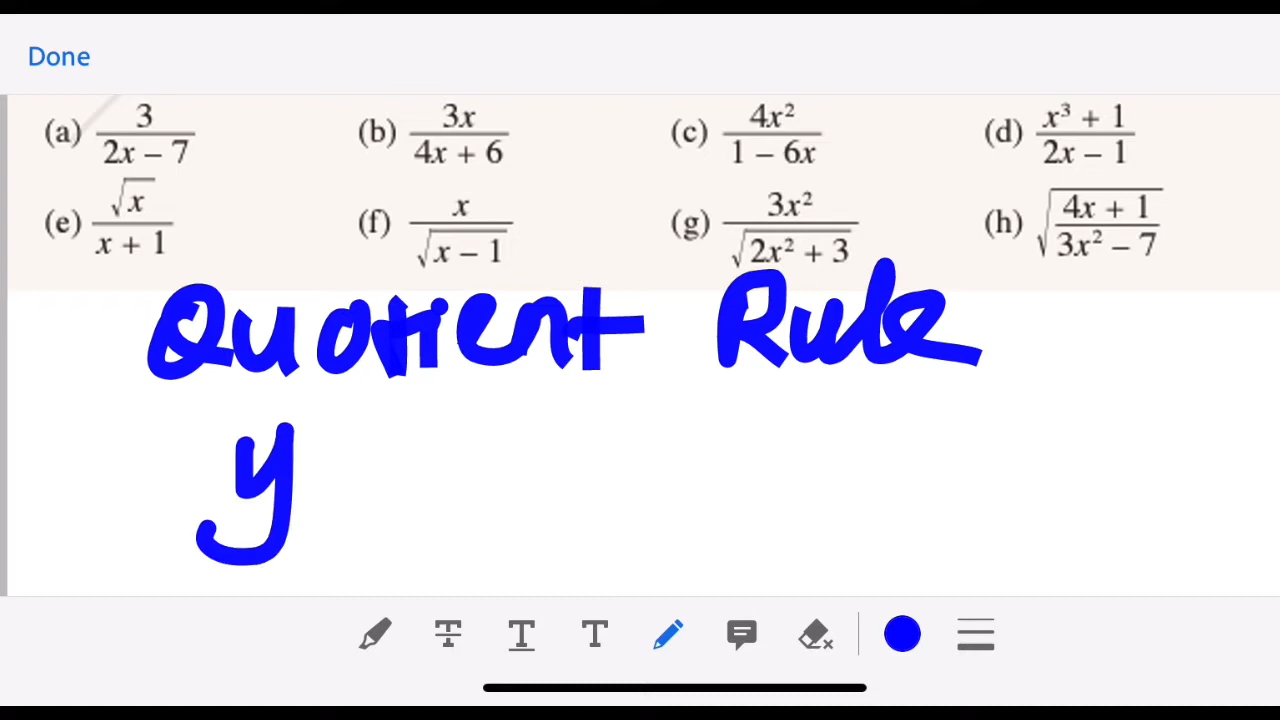 Done
(a) 3/(2x − 7) (b) 3x/(4x + 6) (c) 4x²/(1 − 6x) (d) (x³ + 1)/(2x − 1)
(e) √x/(x + 1) (f) x/√(x − 1) (g) 3x²/√(2x² + 3) (h) √((4x + 1)/(3x² − 7))
Quotient Rule
y
T T T